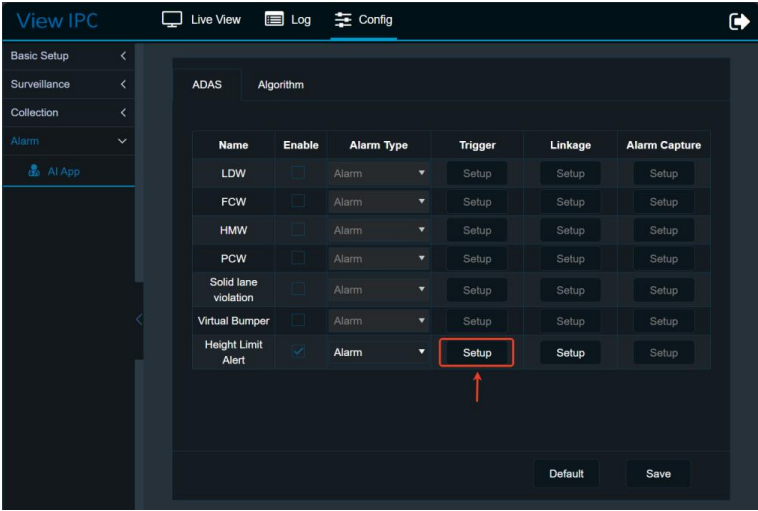 View IPC
Live View
Log
Config
Basic Setup
Surveillance
Collection
Alarm
AI App
ADAS
Algorithm
Name Enable Alarm Type Trigger Linkage Alarm Capture
LDW Alarm Setup Setup Setup
FCW Alarm Setup Setup Setup
HMW Alarm Setup Setup Setup
PCW Alarm Setup Setup Setup
Solid lane
violation Alarm Setup Setup Setup
Virtual Bumper Alarm Setup Setup Setup
Height Limit
Alert Alarm Setup Setup Setup
Default
Save